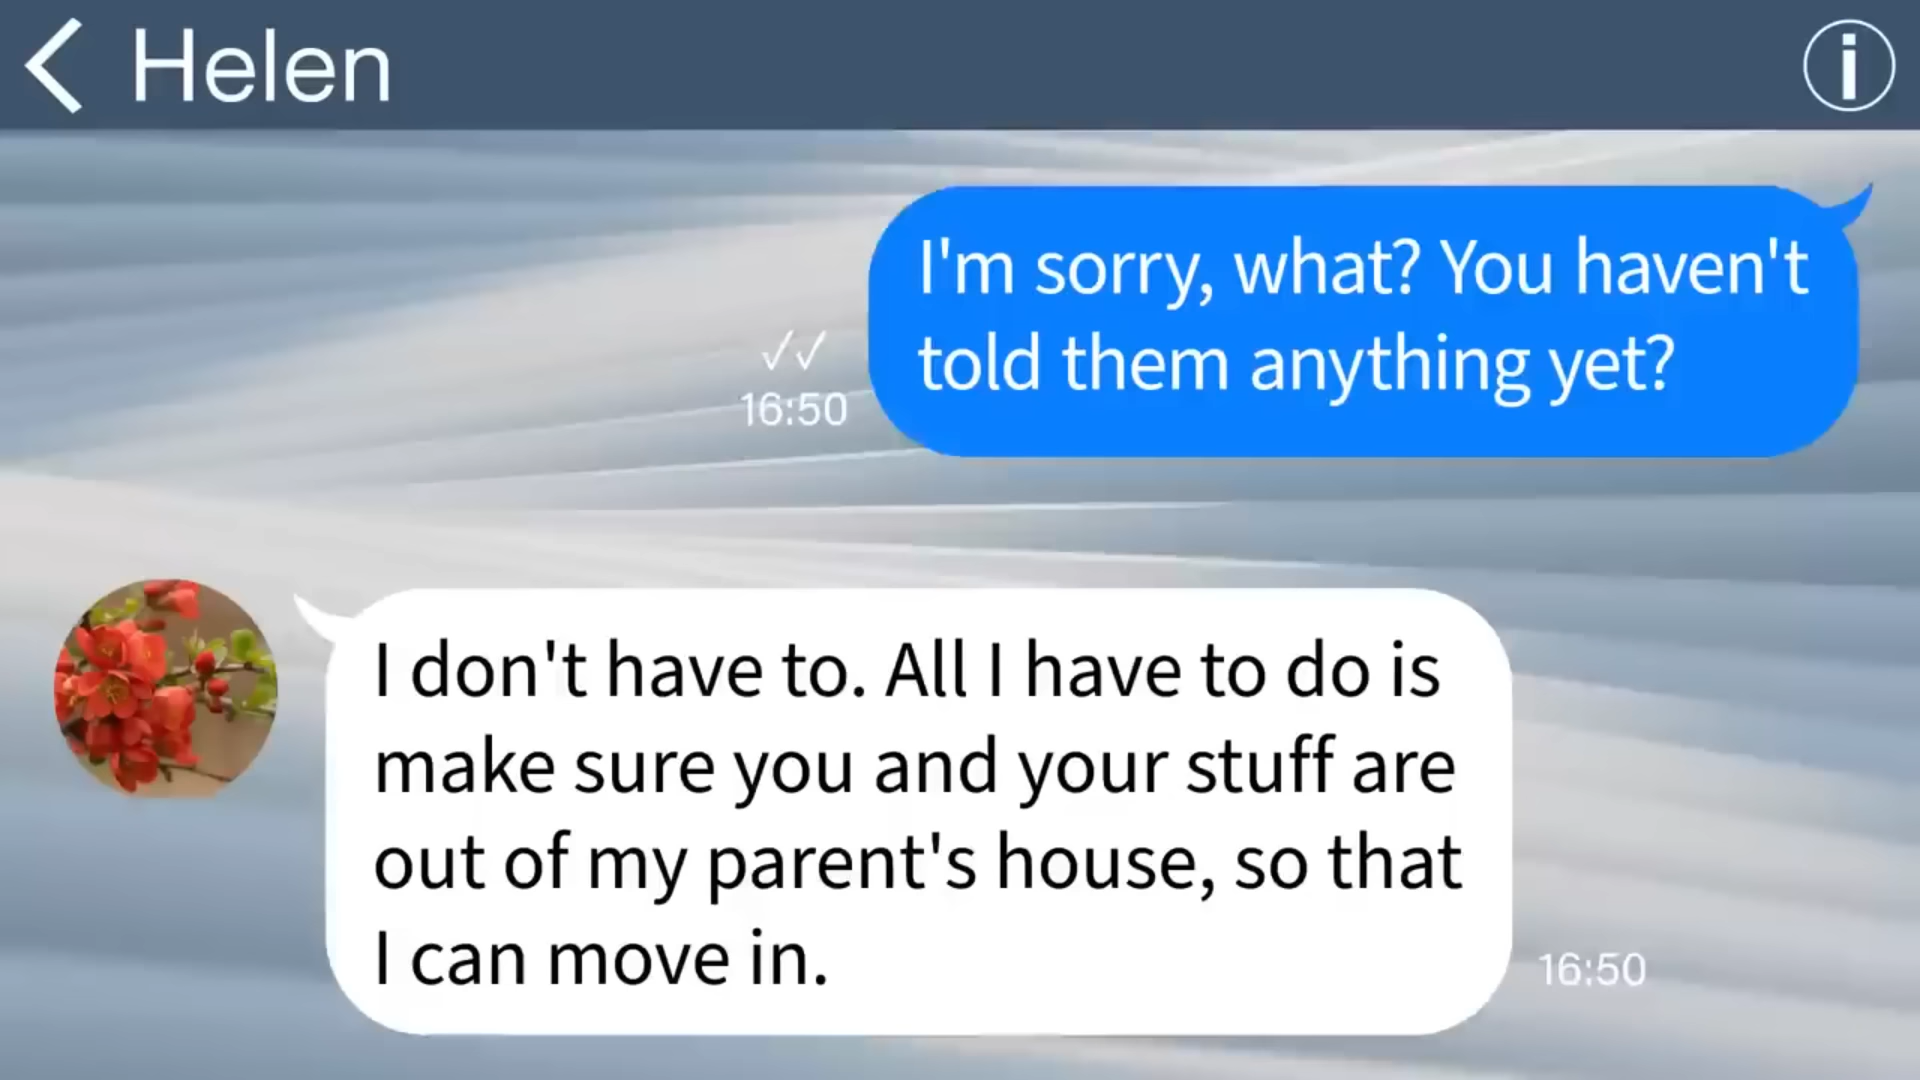 Helen
I'm sorry, what? You haven't
told them anything yet?
✓✓
16:50
I don't have to. All I have to do is
make sure you and your stuff are
out of my parent's house, so that
I can move in.
16:50